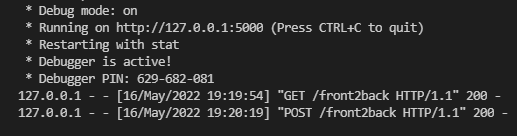 * Debug mode: on
* Running on http://127.0.0.1:5000 (Press CTRL+C to quit)
* Restarting with stat
* Debugger is active!
* Debugger PIN: 629-682-081
127.0.0.1 - - [16/May/2022 19:19:54] "GET /front2back HTTP/1.1" 200 -
127.0.0.1 - - [16/May/2022 19:20:19] "POST /front2back HTTP/1.1" 200 -